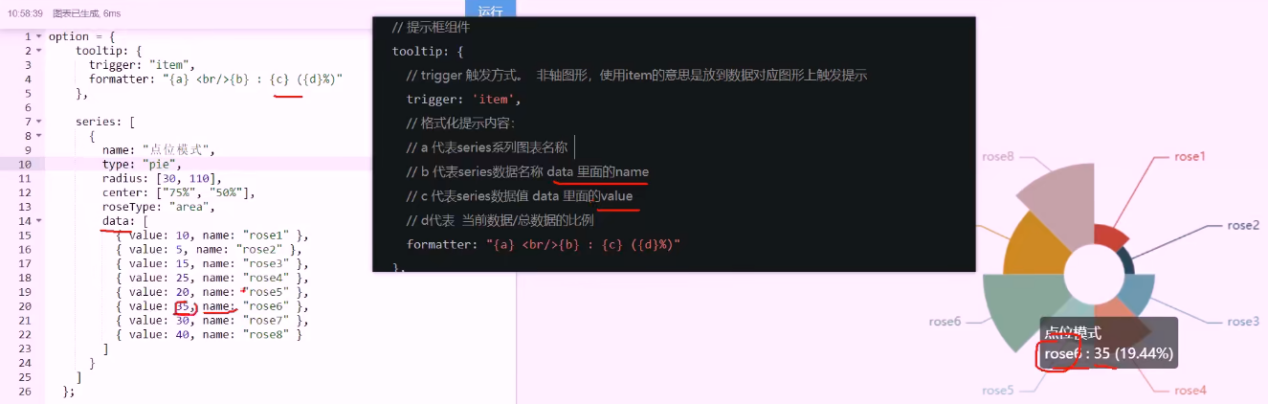 10:58:39 图表已生成, 6ms
运行
1 option = {
2 tooltip: {
3 trigger: "item",
4 formatter: "{a} <br/>{b} : {c} ({d}%)"
5 },
6
7 series: [
8 {
9 name: "点位模式",
10 type: "pie",
11 radius: [30, 110],
12 center: ["75%", "50%"],
13 roseType: "area",
14 data: [
15 { value: 10, name: "rose1" },
16 { value: 5, name: "rose2" },
17 { value: 15, name: "rose3" },
18 { value: 25, name: "rose4" },
19 { value: 20, name: "rose5" },
20 { value: 35, name: "rose6" },
21 { value: 30, name: "rose7" },
22 { value: 40, name: "rose8" }
23 ]
24 }
25 ]
26 };
// 提示框组件
tooltip: {
// trigger 触发方式。 非轴图形，使用item的意思是放到数据对应图形上触发提示
trigger: 'item',
// 格式化提示内容：
// a 代表series系列图表名称
// b 代表series数据名称 data 里面的name
// c 代表series数据值 data 里面的value
// d代表 当前数据/总数据的比例
formatter: "{a} <br/>{b} : {c} ({d}%)"
},
rose8
rose1
rose2
rose6
rose3
点位模式
rose6 : 35 (19.44%)
rose5
rose4